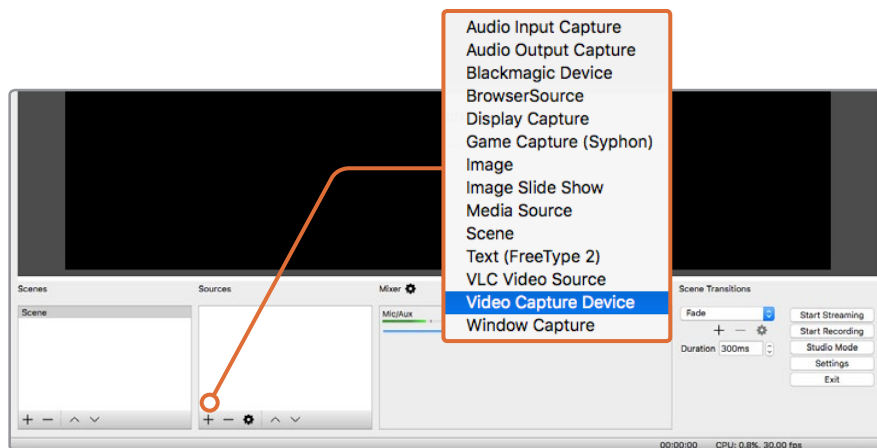 Audio Input Capture
Audio Output Capture
Blackmagic Device
BrowserSource
Display Capture
Game Capture (Syphon)
Image
Image Slide Show
Media Source
Scene
Text (FreeType 2)
VLC Video Source
Video Capture Device
Window Capture
Scenes
Scene
Sources
Mixer
Mic/Aux
Scene Transitions
Fade
Duration 300ms
Start Streaming
Start Recording
Studio Mode
Settings
Exit
00:00:00 CPU: 0.8%, 30.00 fps